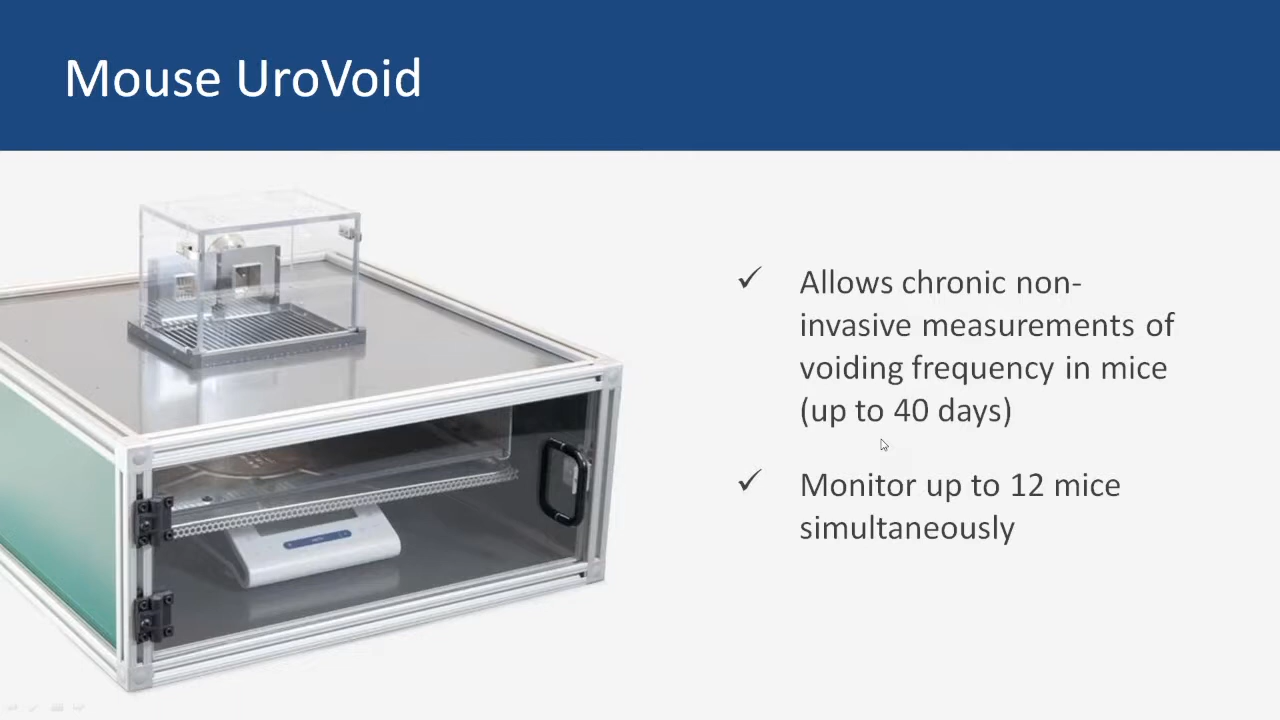 Mouse UroVoid
✓ Allows chronic non-
invasive measurements of
voiding frequency in mice
(up to 40 days)
✓ Monitor up to 12 mice
simultaneously